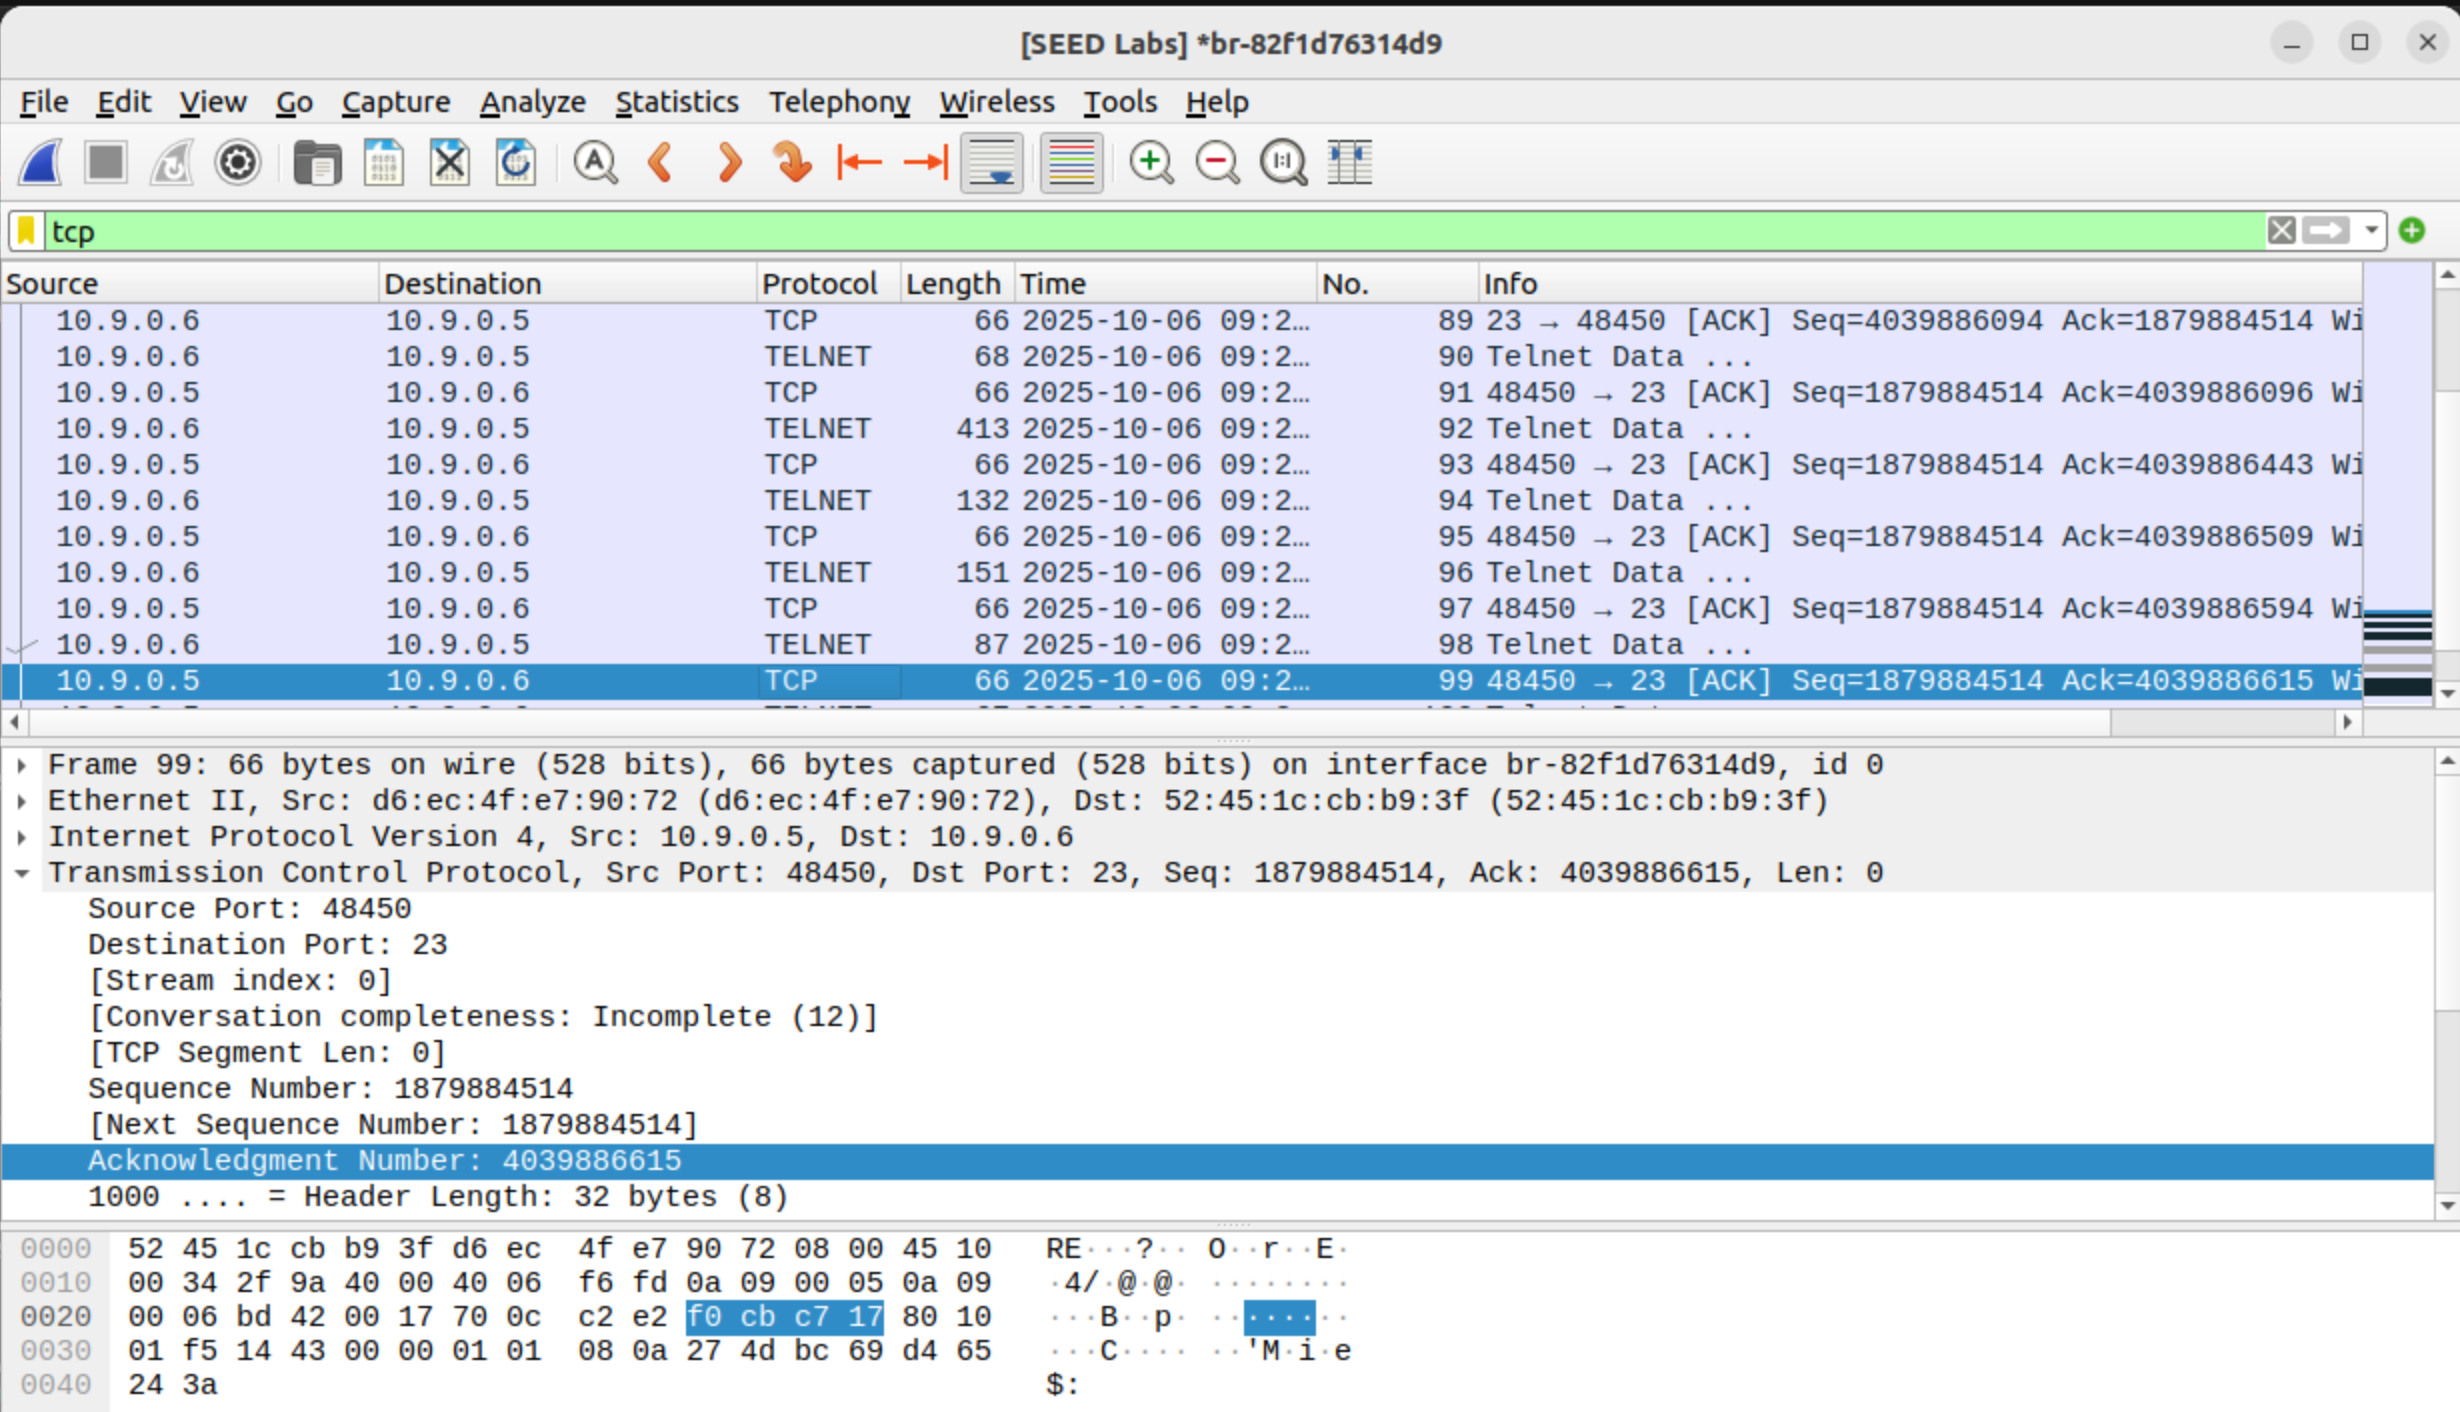 [SEED Labs] *br-82f1d76314d9
File Edit View Go Capture Analyze Statistics Telephony Wireless Tools Help
tcp
Source Destination Protocol Length Time No. Info
10.9.0.6 10.9.0.5 TCP 66 2025-10-06 09:2… 89 23 → 48450 [ACK] Seq=4039886094 Ack=1879884514 Wi
10.9.0.6 10.9.0.5 TELNET 68 2025-10-06 09:2… 90 Telnet Data ...
10.9.0.5 10.9.0.6 TCP 66 2025-10-06 09:2… 91 48450 → 23 [ACK] Seq=1879884514 Ack=4039886096 Wi
10.9.0.6 10.9.0.5 TELNET 413 2025-10-06 09:2… 92 Telnet Data ...
10.9.0.5 10.9.0.6 TCP 66 2025-10-06 09:2… 93 48450 → 23 [ACK] Seq=1879884514 Ack=4039886443 Wi
10.9.0.6 10.9.0.5 TELNET 132 2025-10-06 09:2… 94 Telnet Data ...
10.9.0.5 10.9.0.6 TCP 66 2025-10-06 09:2… 95 48450 → 23 [ACK] Seq=1879884514 Ack=4039886509 Wi
10.9.0.6 10.9.0.5 TELNET 151 2025-10-06 09:2… 96 Telnet Data ...
10.9.0.5 10.9.0.6 TCP 66 2025-10-06 09:2… 97 48450 → 23 [ACK] Seq=1879884514 Ack=4039886594 Wi
10.9.0.6 10.9.0.5 TELNET 87 2025-10-06 09:2… 98 Telnet Data ...
10.9.0.5 10.9.0.6 TCP 66 2025-10-06 09:2… 99 48450 → 23 [ACK] Seq=1879884514 Ack=4039886615 Wi
Frame 99: 66 bytes on wire (528 bits), 66 bytes captured (528 bits) on interface br-82f1d76314d9, id 0
Ethernet II, Src: d6:ec:4f:e7:90:72 (d6:ec:4f:e7:90:72), Dst: 52:45:1c:cb:b9:3f (52:45:1c:cb:b9:3f)
Internet Protocol Version 4, Src: 10.9.0.5, Dst: 10.9.0.6
Transmission Control Protocol, Src Port: 48450, Dst Port: 23, Seq: 1879884514, Ack: 4039886615, Len: 0
Source Port: 48450
Destination Port: 23
[Stream index: 0]
[Conversation completeness: Incomplete (12)]
[TCP Segment Len: 0]
Sequence Number: 1879884514
[Next Sequence Number: 1879884514]
Acknowledgment Number: 4039886615
1000 .... = Header Length: 32 bytes (8)
0000 52 45 1c cb b9 3f d6 ec 4f e7 90 72 08 00 45 10 RE···?·· O··r··E·
0010 00 34 2f 9a 40 00 40 06 f6 fd 0a 09 00 05 0a 09 ·4/·@·@· ········
0020 00 06 bd 42 00 17 70 0c c2 e2 f0 cb c7 17 80 10 ···B··p· ········
0030 01 f5 14 43 00 00 01 01 08 0a 27 4d bc 69 d4 65 ···C···· ··'M·i·e
0040 24 3a $: